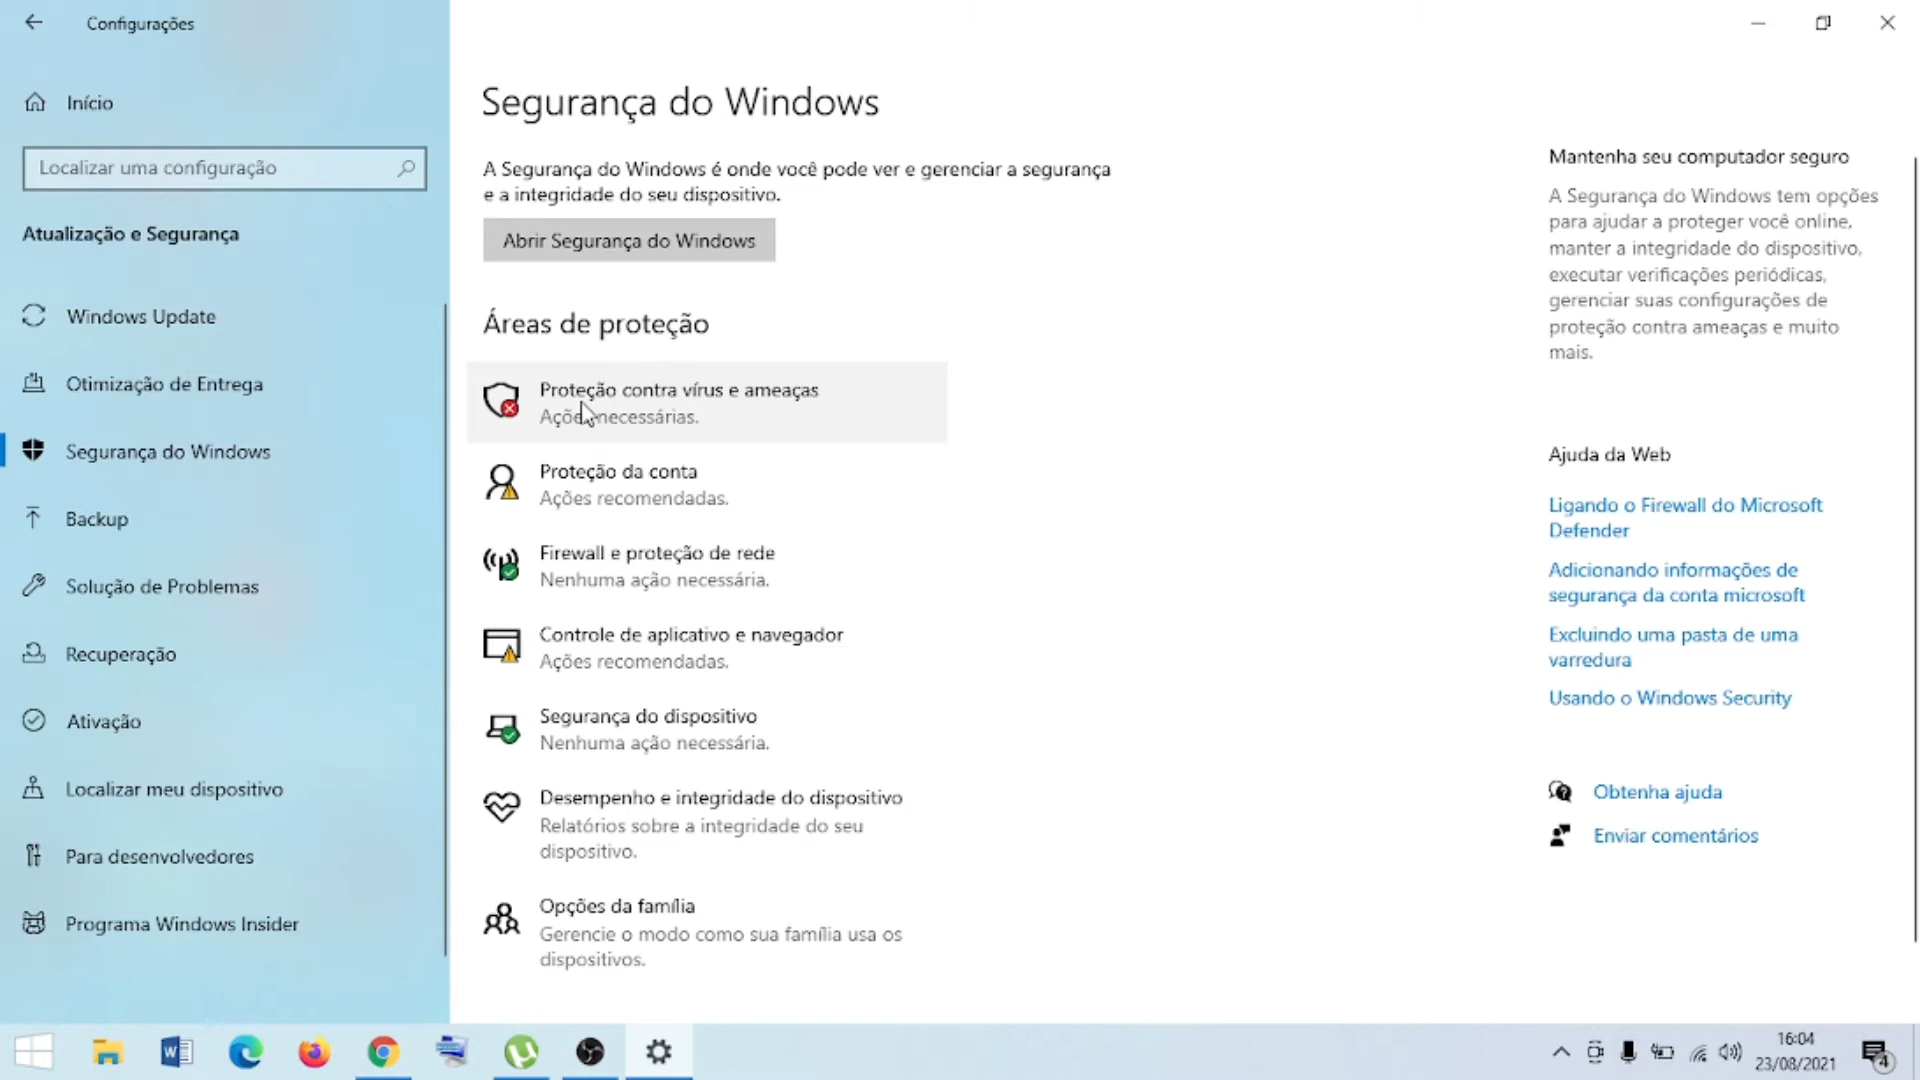 Configurações
Início
Localizar uma configuração
Atualização e Segurança
Windows Update
Otimização de Entrega
Segurança do Windows
Backup
Solução de Problemas
Recuperação
Ativação
Localizar meu dispositivo
Para desenvolvedores
Programa Windows Insider
Segurança do Windows
A Segurança do Windows é onde você pode ver e gerenciar a segurança
e a integridade do seu dispositivo.
Abrir Segurança do Windows
Áreas de proteção
Proteção contra vírus e ameaças
Ações necessárias.
Proteção da conta
Ações recomendadas.
Firewall e proteção de rede
Nenhuma ação necessária.
Controle de aplicativo e navegador
Ações recomendadas.
Segurança do dispositivo
Nenhuma ação necessária.
Desempenho e integridade do dispositivo
Relatórios sobre a integridade do seu
dispositivo.
Opções da família
Gerencie o modo como sua família usa os
dispositivos.
Mantenha seu computador seguro
A Segurança do Windows tem opções
para ajudar a proteger você online,
manter a integridade do dispositivo,
executar verificações periódicas,
gerenciar suas configurações de
proteção contra ameaças e muito
mais.
Ajuda da Web
Ligando o Firewall do Microsoft
Defender
Adicionando informações de
segurança da conta microsoft
Excluindo uma pasta de uma
varredura
Usando o Windows Security
Obtenha ajuda
Enviar comentários
16:04
23/08/2021
4